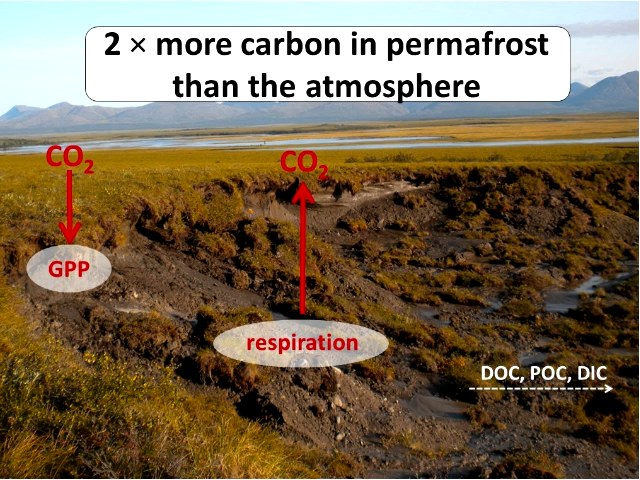 2 × more carbon in permafrost
than the atmosphere
CO₂
CO₂
GPP
respiration
DOC, POC, DIC